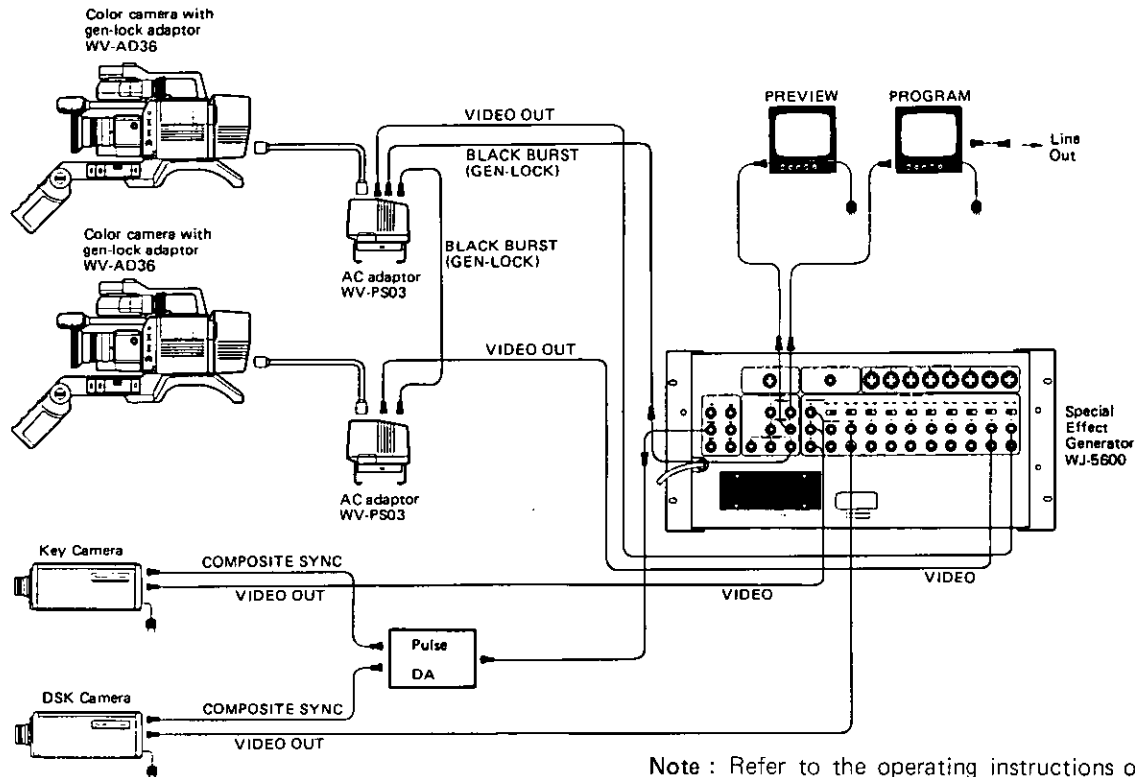 Color camera with
gen-lock adaptor
WV-AD36
VIDEO OUT
BLACK BURST
(GEN-LOCK)
PREVIEW
PROGRAM
Line
Out
Color camera with
gen-lock adaptor
WV-AD36
AC adaptor
WV-PS03
BLACK BURST
(GEN-LOCK)
VIDEO OUT
AC adaptor
WV-PS03
Special
Effect
Generator
WJ-5600
Key Camera
COMPOSITE SYNC
VIDEO OUT
VIDEO
VIDEO
Pulse
DA
DSK Camera
COMPOSITE SYNC
VIDEO OUT
Note : Refer to the operating instructions o